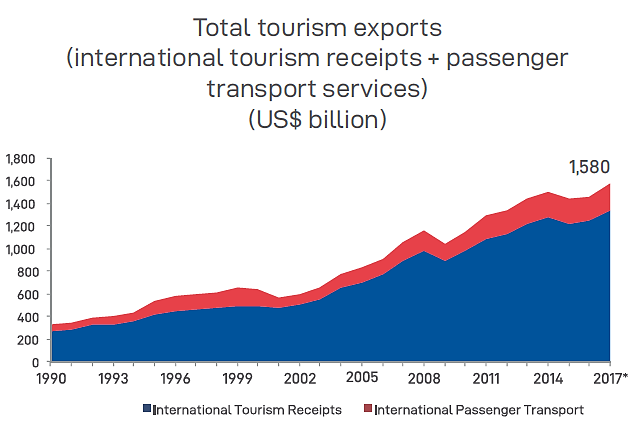 Total tourism exports
(international tourism receipts + passenger
transport services)
(US$ billion)
1,580
1,800
1,600
1,400
1,200
1,000
800
600
400
200
0
1990 1993 1996 1999 2002 2005 2008 2011 2014 2017*
International Tourism Receipts International Passenger Transport